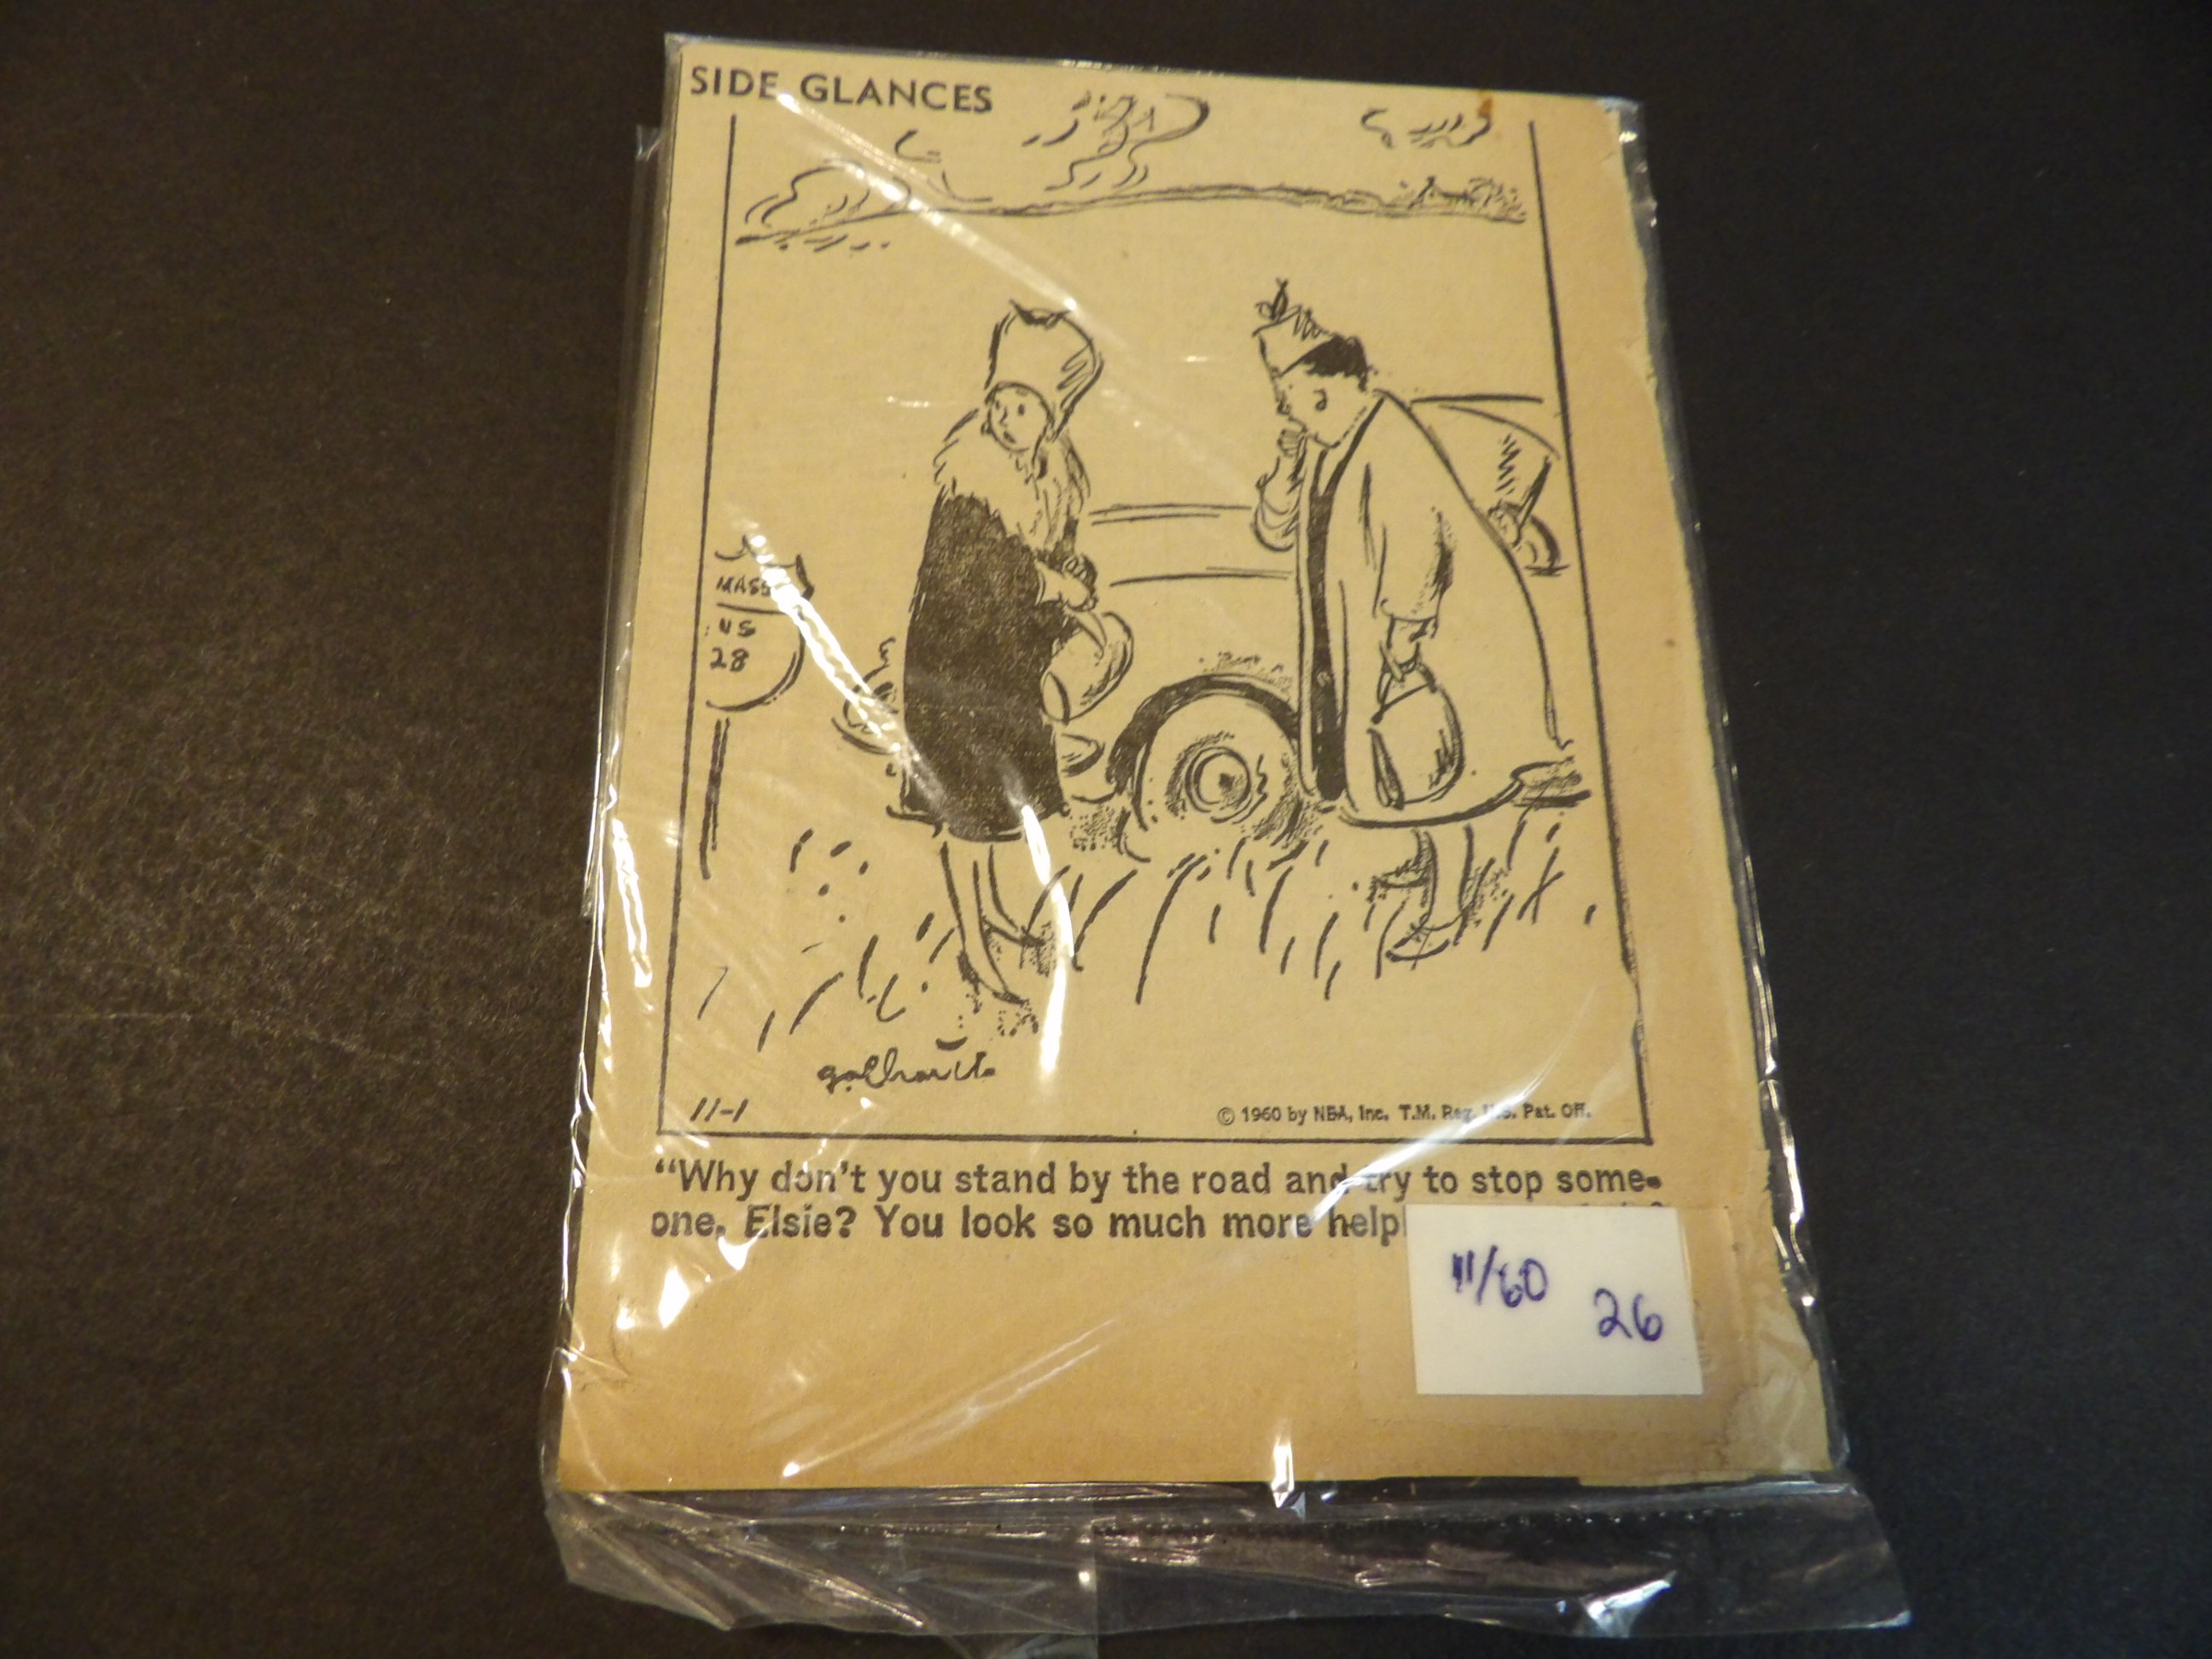 SIDE GLANCES
MASS
US
28
galbraith
11-1
© 1960 by NEA, Inc. T.M. Reg. U.S. Pat. Off.
"Why don't you stand by the road and try to stop some-
one, Elsie? You look so much more help
11/60
26